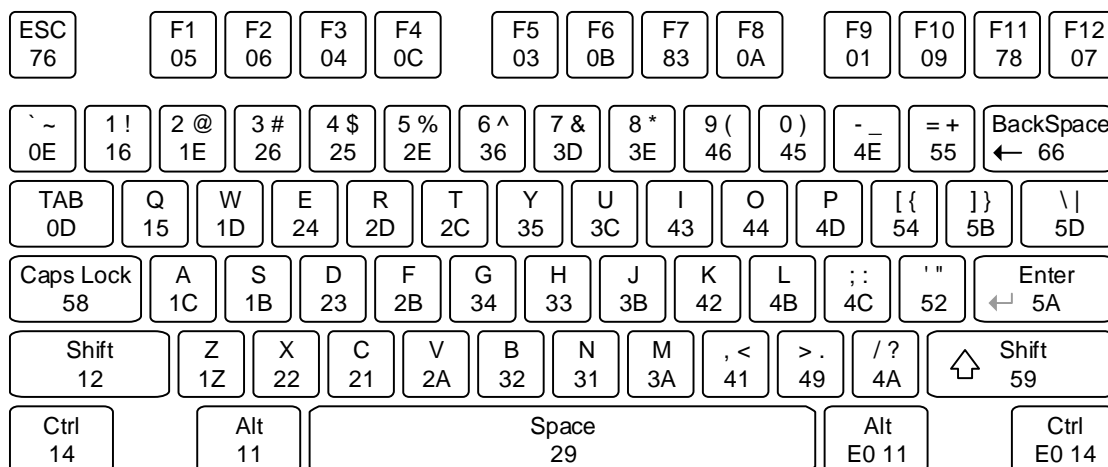 ESC F1 F2 F3 F4 F5 F6 F7 F8 F9 F10 F11 F12
76 05 06 04 0C 03 0B 83 0A 01 09 78 07
` ~ 1 ! 2 @ 3 # 4 $ 5 % 6 ^ 7 & 8 * 9 ( 0 ) - _ = + BackSpace
0E 16 1E 26 25 2E 36 3D 3E 46 45 4E 55 ← 66
TAB Q W E R T Y U I O P [ { ] } \ |
0D 15 1D 24 2D 2C 35 3C 43 44 4D 54 5B 5D
Caps Lock A S D F G H J K L ; : ' " Enter
58 1C 1B 23 2B 34 33 3B 42 4B 4C 52 ↵ 5A
Shift Z X C V B N M , < > . / ? ⇧ Shift
12 1Z 22 21 2A 32 31 3A 41 49 4A 59
Ctrl Alt Space Alt Ctrl
14 11 29 E0 11 E0 14